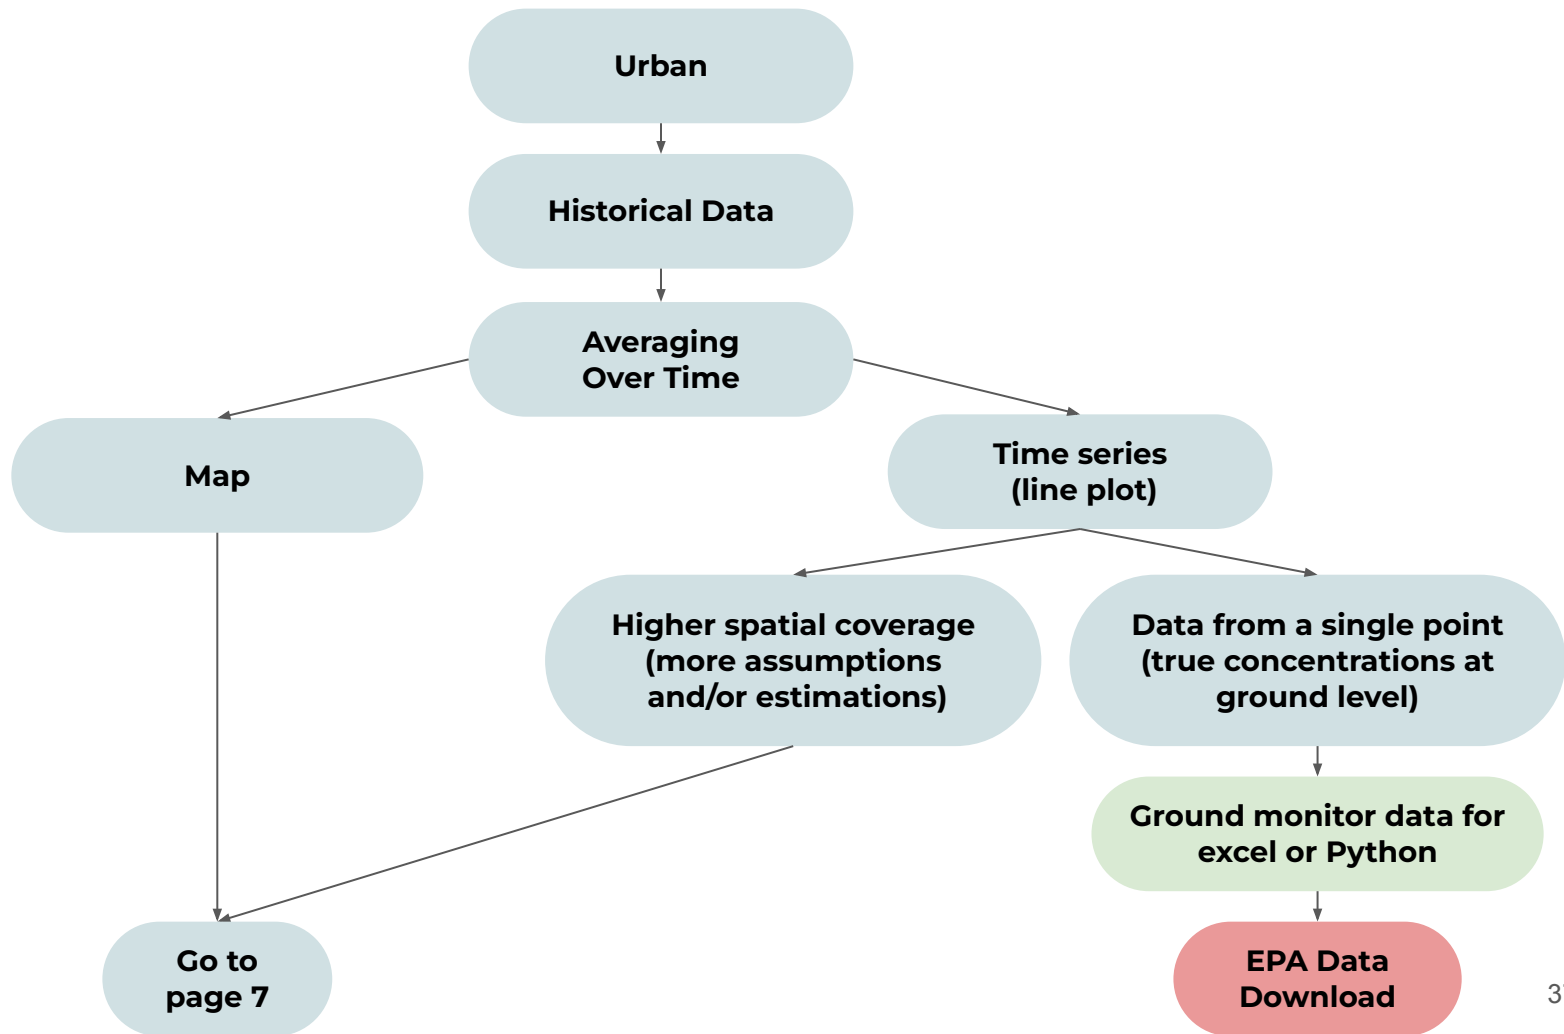 Urban
Historical Data
Averaging
Over Time
Map
Time series
(line plot)
Higher spatial coverage
(more assumptions
and/or estimations)
Data from a single point
(true concentrations at
ground level)
Ground monitor data for
excel or Python
Go to
page 7
EPA Data
Download